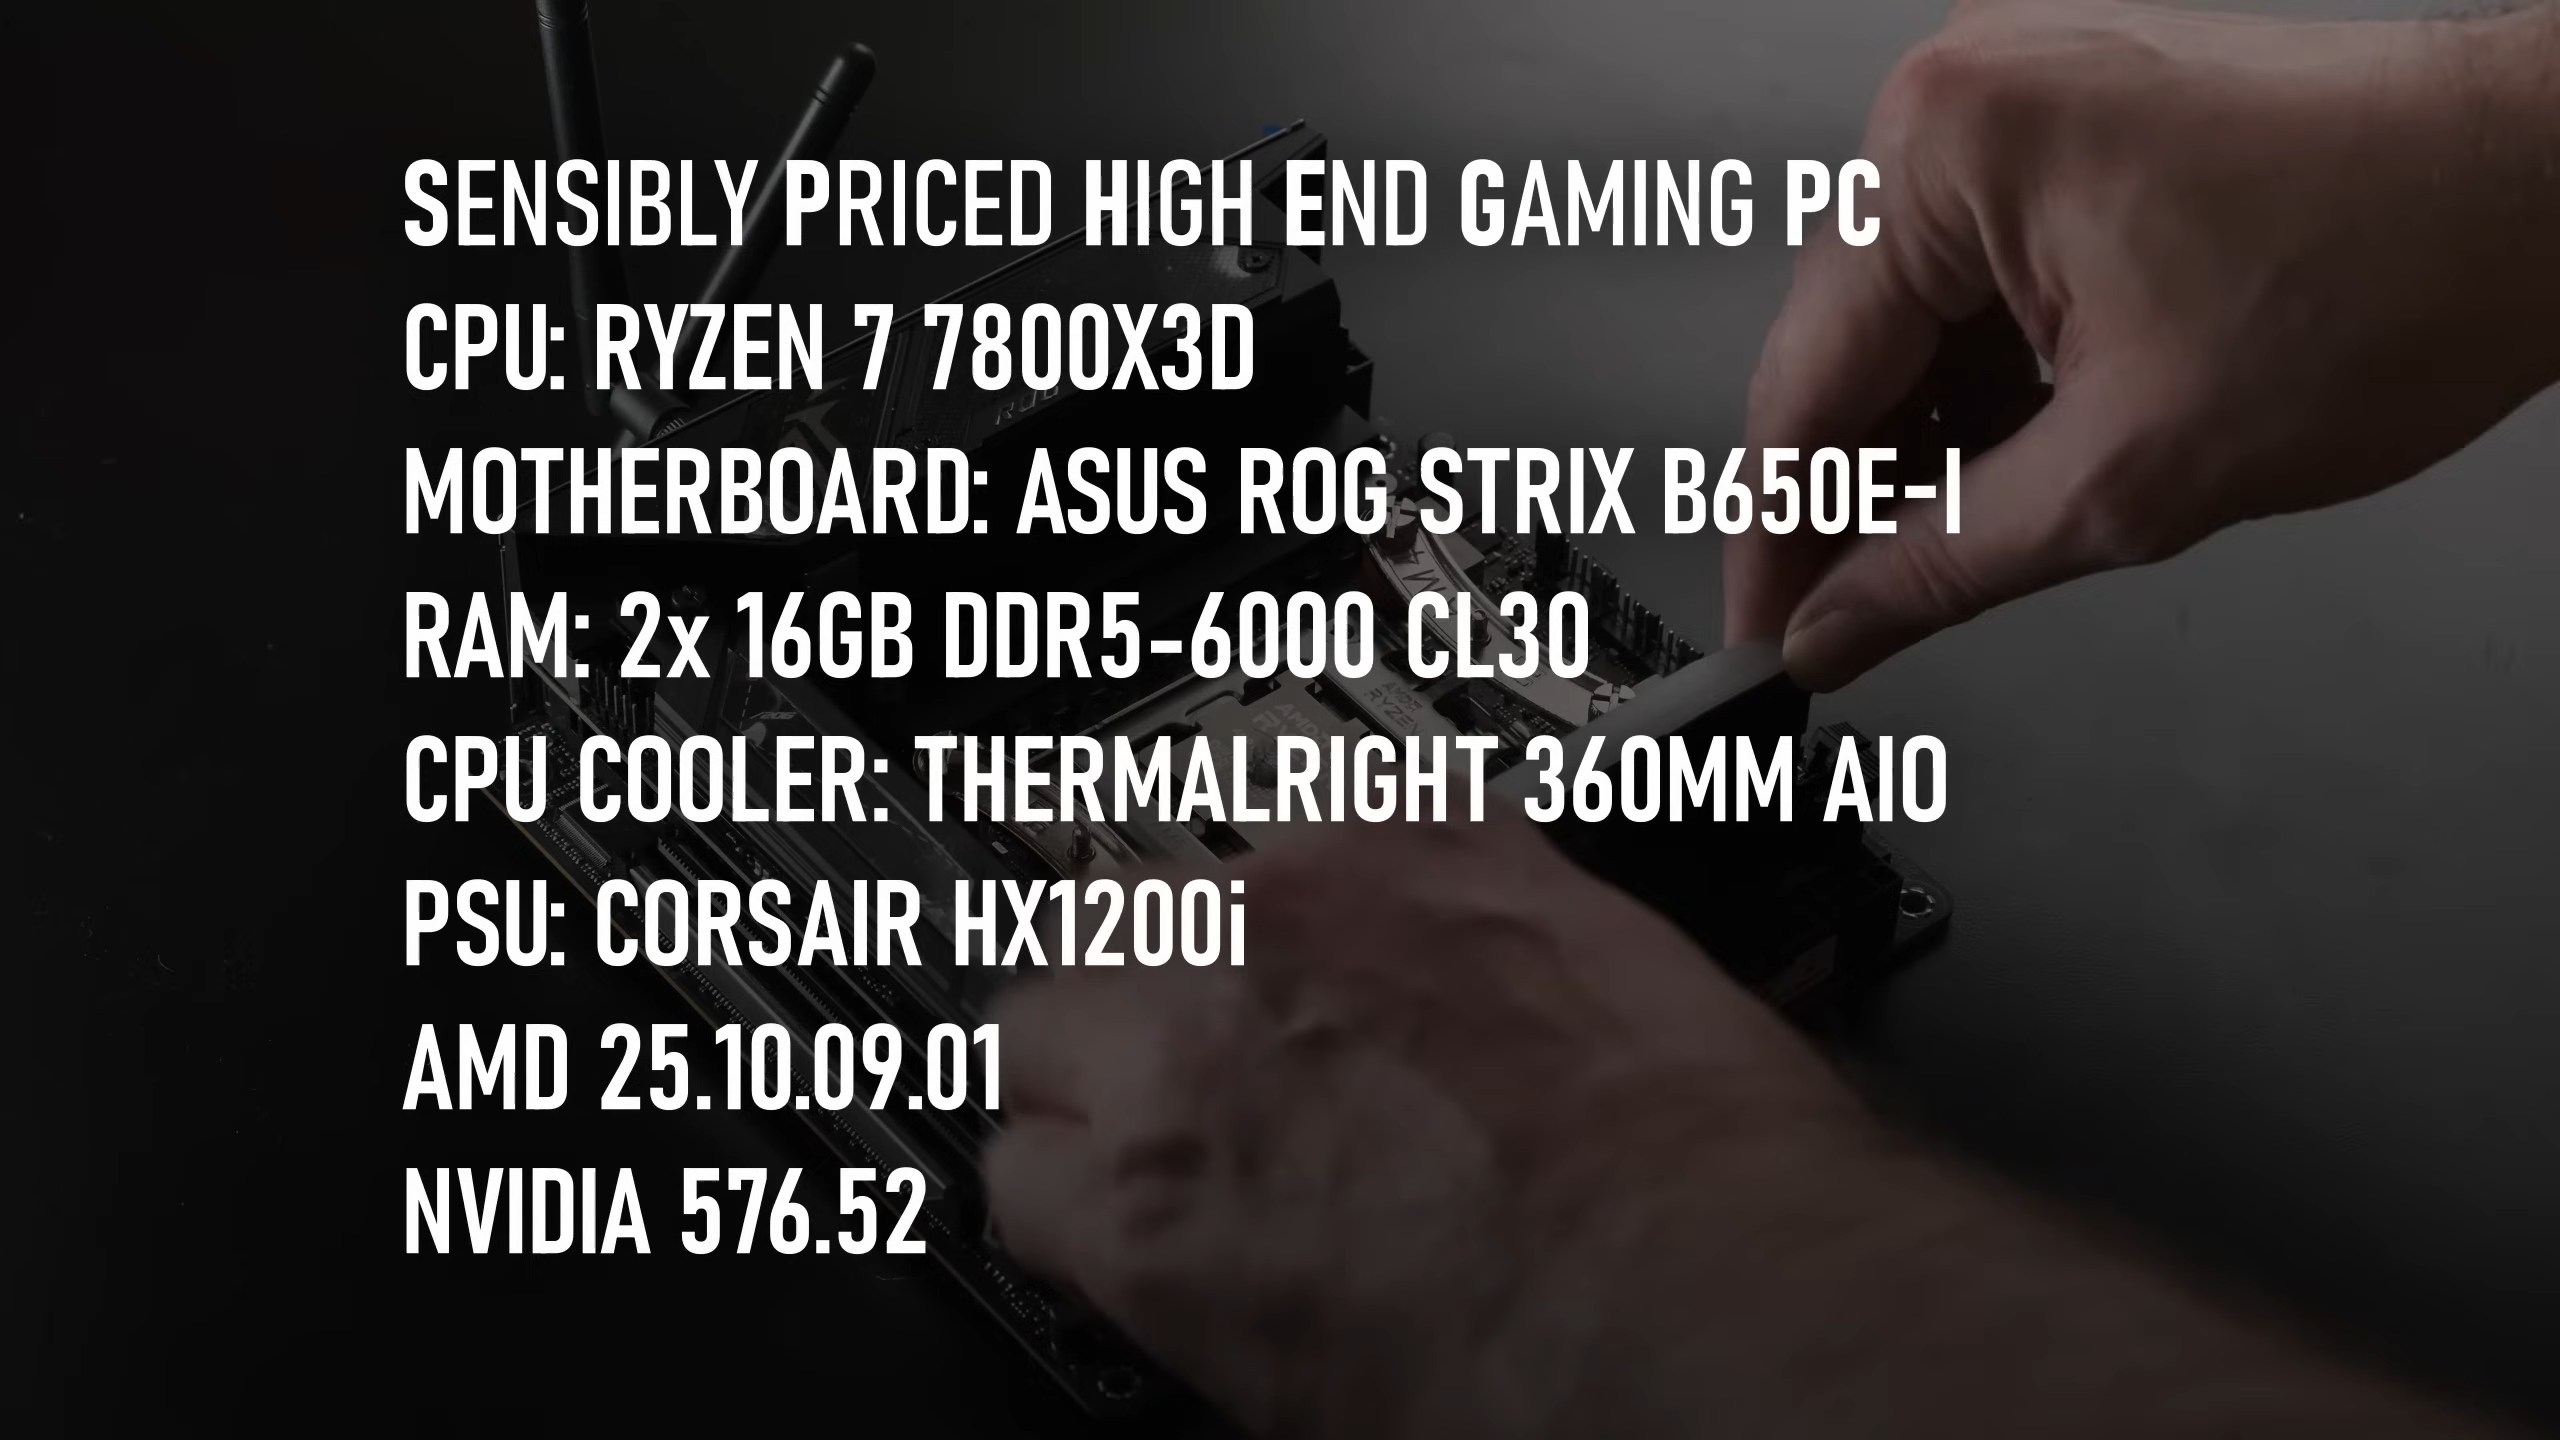 SENSIBLY PRICED HIGH END GAMING PC
CPU: RYZEN 7 7800X3D
MOTHERBOARD: ASUS ROG STRIX B650E-I
RAM: 2x 16GB DDR5-6000 CL30
CPU COOLER: THERMALRIGHT 360MM AIO
PSU: CORSAIR HX1200i
AMD 25.10.09.01
NVIDIA 576.52